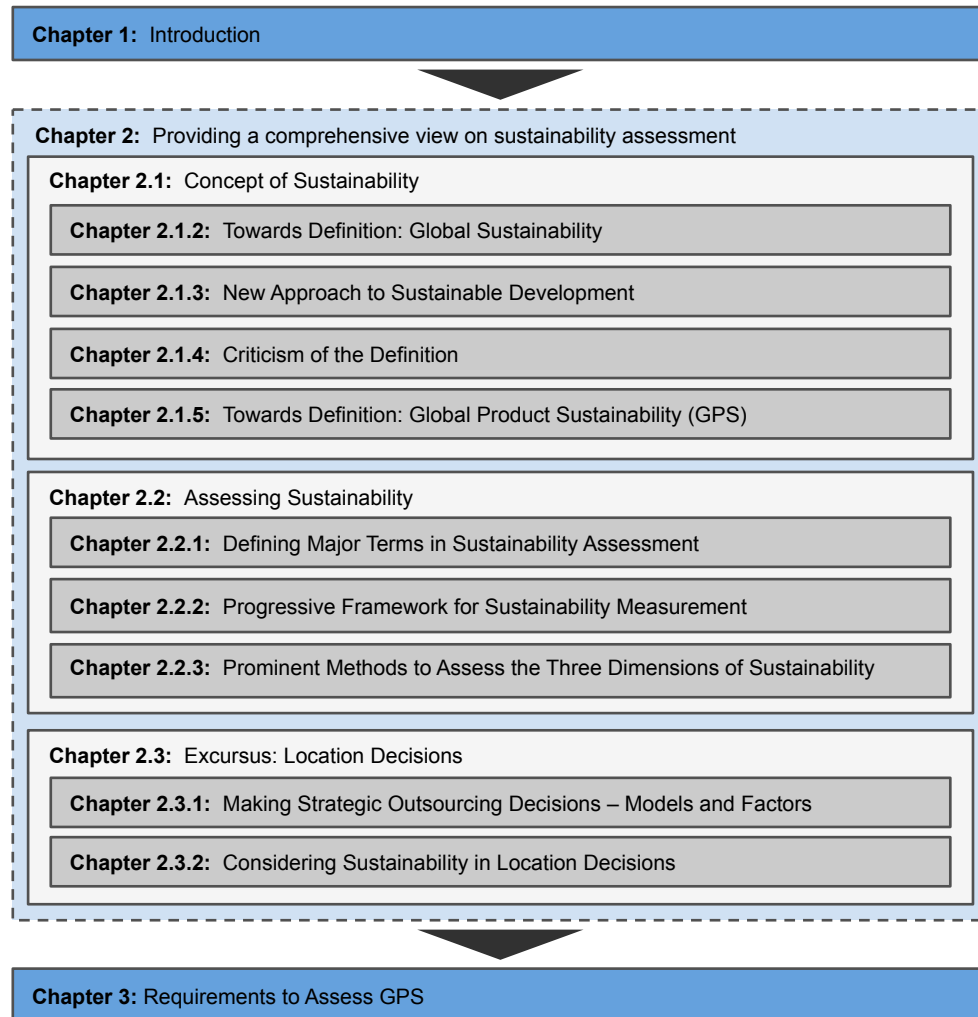 Chapter 1: Introduction
Chapter 2: Providing a comprehensive view on sustainability assessment
Chapter 2.1: Concept of Sustainability
Chapter 2.1.2: Towards Definition: Global Sustainability
Chapter 2.1.3: New Approach to Sustainable Development
Chapter 2.1.4: Criticism of the Definition
Chapter 2.1.5: Towards Definition: Global Product Sustainability (GPS)
Chapter 2.2: Assessing Sustainability
Chapter 2.2.1: Defining Major Terms in Sustainability Assessment
Chapter 2.2.2: Progressive Framework for Sustainability Measurement
Chapter 2.2.3: Prominent Methods to Assess the Three Dimensions of Sustainability
Chapter 2.3: Excursus: Location Decisions
Chapter 2.3.1: Making Strategic Outsourcing Decisions – Models and Factors
Chapter 2.3.2: Considering Sustainability in Location Decisions
Chapter 3: Requirements to Assess GPS